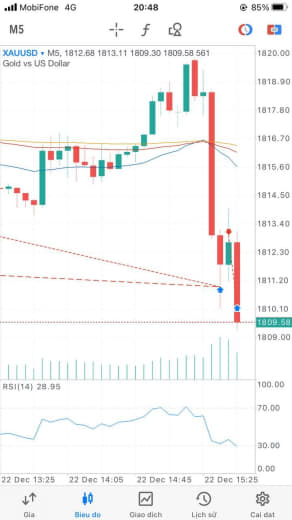 MobiFone 4G 20:48 85%
M5
XAUUSD ▾ M5, 1812.68 1813.11 1809.30 1809.58 561
Gold vs US Dollar
1820.00
1818.90
1817.80
1816.70
1815.60
1814.50
1813.40
1812.30
1811.20
1810.10
1809.58
1809.00
RSI(14) 28.95
100.00
70.00
30.00
0.00
22 Dec 13:25 22 Dec 14:05 22 Dec 14:45 22 Dec 15:25
Gia Bieu do Giao dich Lich sử Cai dat